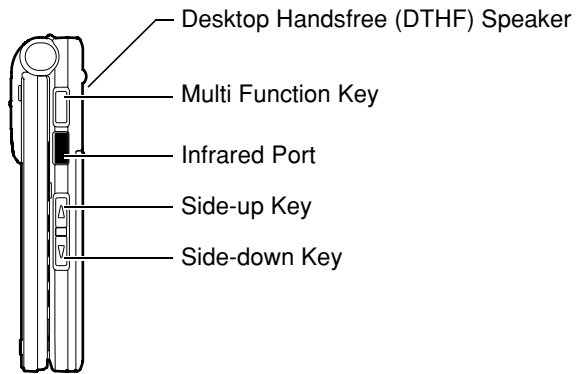 Desktop Handsfree (DTHF) Speaker
Multi Function Key
Infrared Port
Side-up Key
Side-down Key